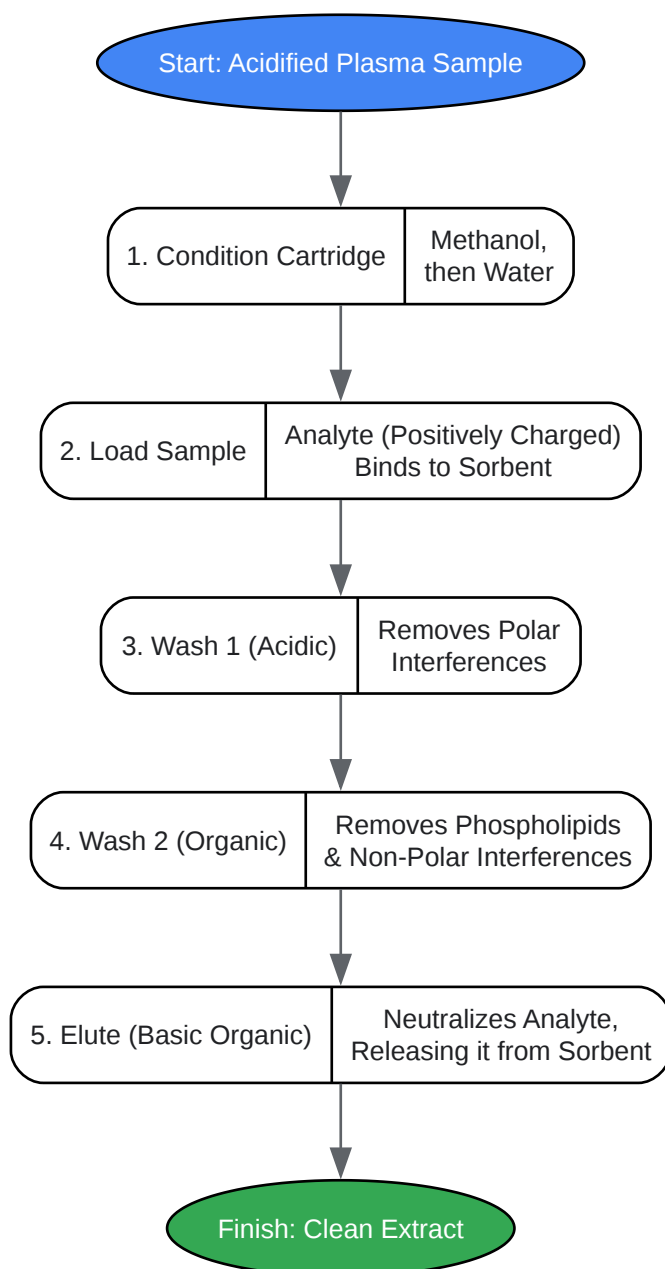 Start: Acidified Plasma Sample
1. Condition Cartridge
Methanol,
then Water
2. Load Sample
Analyte (Positively Charged)
Binds to Sorbent
3. Wash 1 (Acidic)
Removes Polar
Interferences
4. Wash 2 (Organic)
Removes Phospholipids
& Non-Polar Interferences
5. Elute (Basic Organic)
Neutralizes Analyte,
Releasing it from Sorbent
Finish: Clean Extract